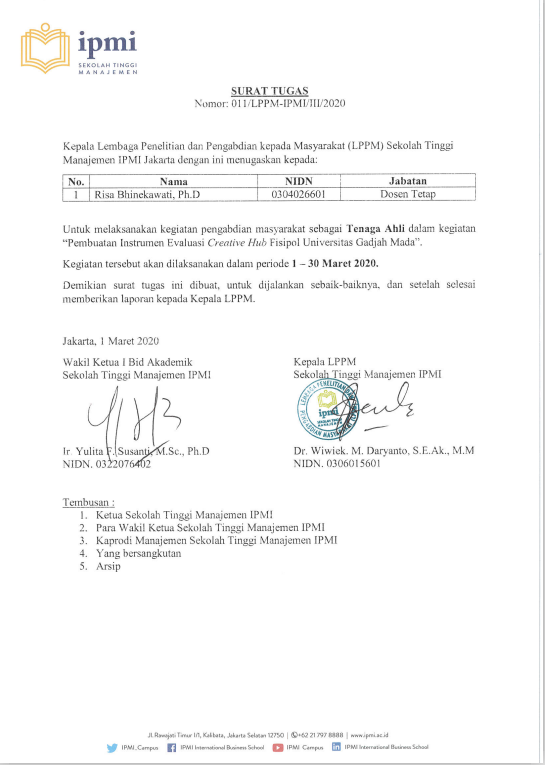 ipmi
SEKOLAH TINGGI
MANAJEMEN
SURAT TUGAS
Nomor: 011/LPPM-IPMI/III/2020
Kepala Lembaga Penelitian dan Pengabdian kepada Masyarakat (LPPM) Sekolah Tinggi
Manajemen IPMI Jakarta dengan ini menugaskan kepada:
No. Nama NIDN Jabatan
1 Risa Bhinekawati, Ph.D 0304026601 Dosen Tetap
Untuk melaksanakan kegiatan pengabdian masyarakat sebagai Tenaga Ahli dalam kegiatan
“Pembuatan Instrumen Evaluasi Creative Hub Fisipol Universitas Gadjah Mada”.
Kegiatan tersebut akan dilaksanakan dalam periode 1 – 30 Maret 2020.
Demikian surat tugas ini dibuat, untuk dijalankan sebaik-baiknya, dan setelah selesai
memberikan laporan kepada Kepala LPPM.
Jakarta, 1 Maret 2020
Wakil Ketua I Bid Akademik
Sekolah Tinggi Manajemen IPMI
Ir. Yulita F. Susanti, M.Sc., Ph.D
NIDN. 0322076402
Kepala LPPM
Sekolah Tinggi Manajemen IPMI
LEMBAGA PENELITIAN DAN
ipmi
PENGABDIAN MASYARAKAT
Dr. Wiwiek. M. Daryanto, S.E.Ak., M.M
NIDN. 0306015601
Tembusan :
1. Ketua Sekolah Tinggi Manajemen IPMI
2. Para Wakil Ketua Sekolah Tinggi Manajemen IPMI
3. Kaprodi Manajemen Sekolah Tinggi Manajemen IPMI
4. Yang bersangkutan
5. Arsip
Jl. Rawajati Timur I/1, Kalibata, Jakarta Selatan 12750 | +62 21 797 8888 | www.ipmi.ac.id
IPMI_Campus IPMI International Business School IPMI Campus IPMI International Business School